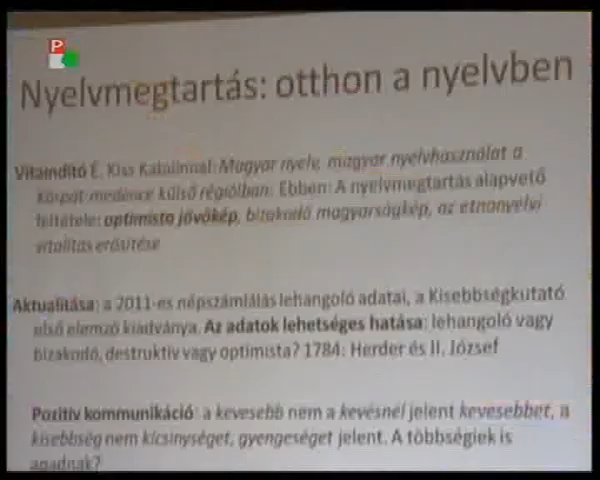 P
Nyelvmegtartás: otthon a nyelvben
Vitaindító É. Kiss Katalinnal: Magyar nyelv, magyar nyelvhasználat a
Kárpát-medence külső régióiban. Ebben: A nyelvmegtartás alapvető
feltétele: optimista jövőkép, bizakodó magyarságkép, az etnonyelvi
vitalitás erősítése
Aktualitása: a 2011-es népszámlálás lehangoló adatai, a Kisebbségkutató
első elemző kiadványa. Az adatok lehetséges hatása: lehangoló vagy
bizakodó, destruktív vagy optimista? 1784: Herder és II. József
Pozitív kommunikáció: a kevesebb nem a kevésnél jelent kevesebbet, a
kisebbség nem kicsinységet, gyengeséget jelent. A többségiek is
apadnak?